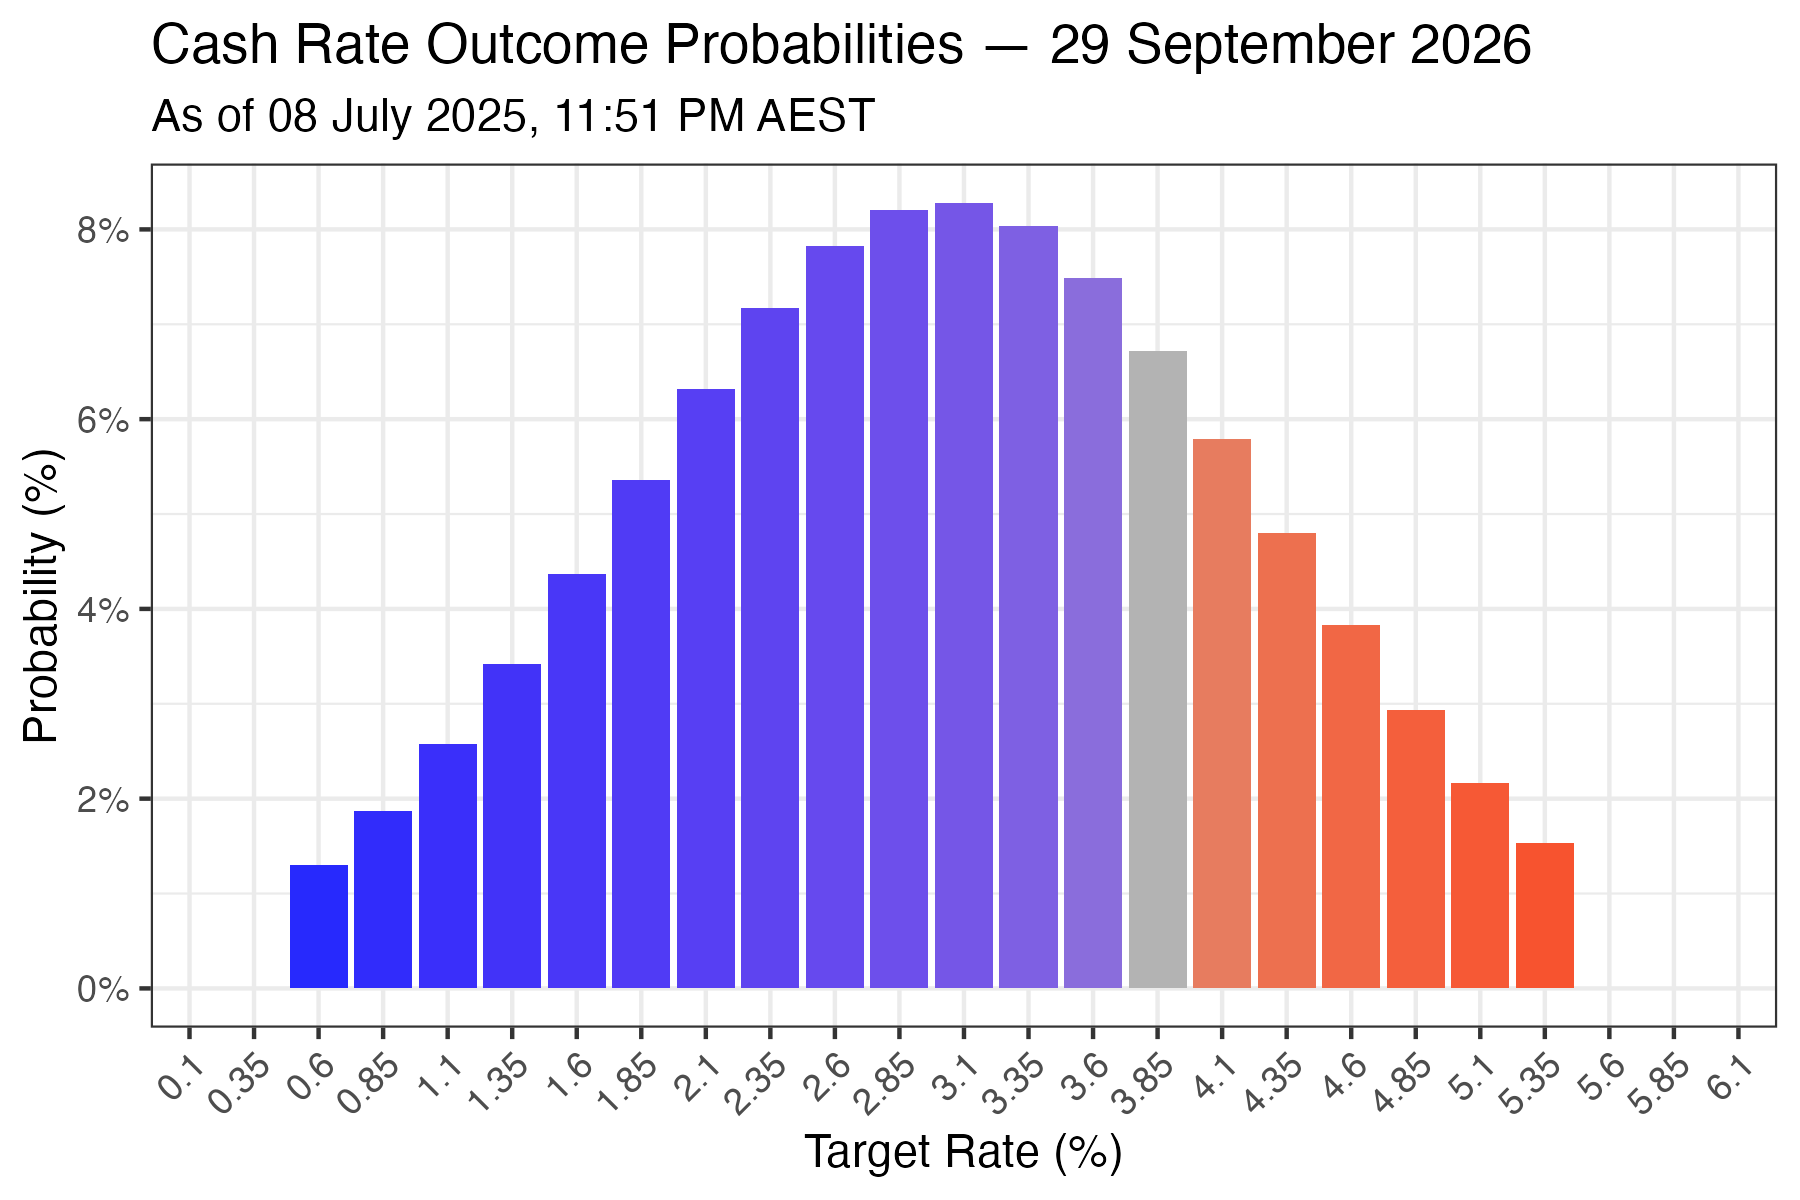 Cash Rate Outcome Probabilities — 29 September 2026
As of 08 July 2025, 11:51 PM AEST
Probability (%)
8%
6%
4%
2%
0%
0.1 0.35 0.6 0.85 1.1 1.35 1.6 1.85 2.1 2.35 2.6 2.85 3.1 3.35 3.6 3.85 4.1 4.35 4.6 4.85 5.1 5.35 5.6 5.85 6.1
Target Rate (%)